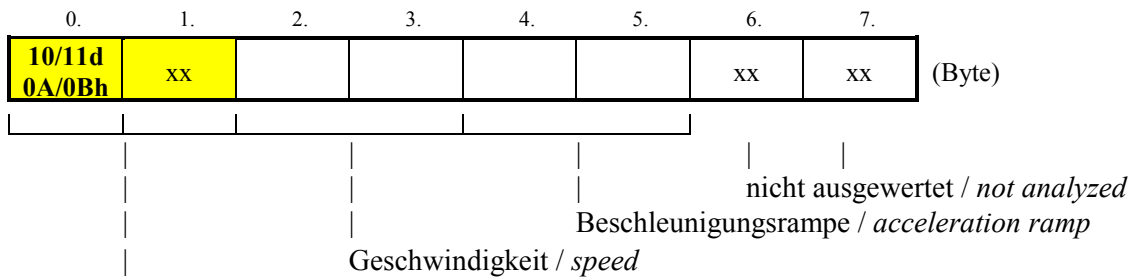 0. 1. 2. 3. 4. 5. 6. 7.
10/11d
0A/0Bh xx xx xx (Byte)
nicht ausgewertet / not analyzed
Beschleunigungsrampe / acceleration ramp
Geschwindigkeit / speed